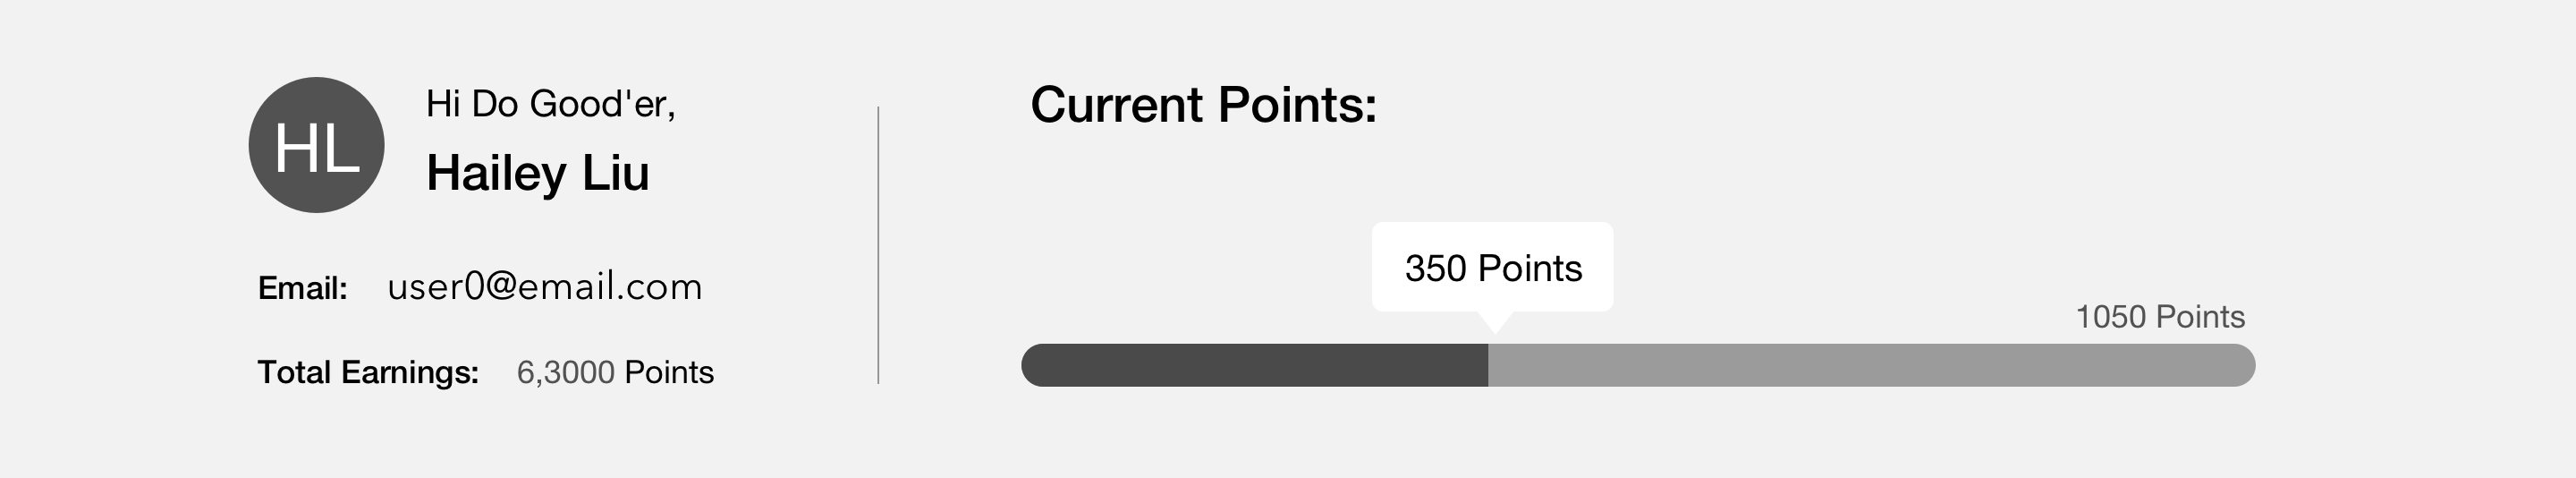 HL
Hi Do Good'er,
Hailey Liu
Email: user0@email.com
Total Earnings: 6,3000 Points
Current Points:
350 Points
1050 Points